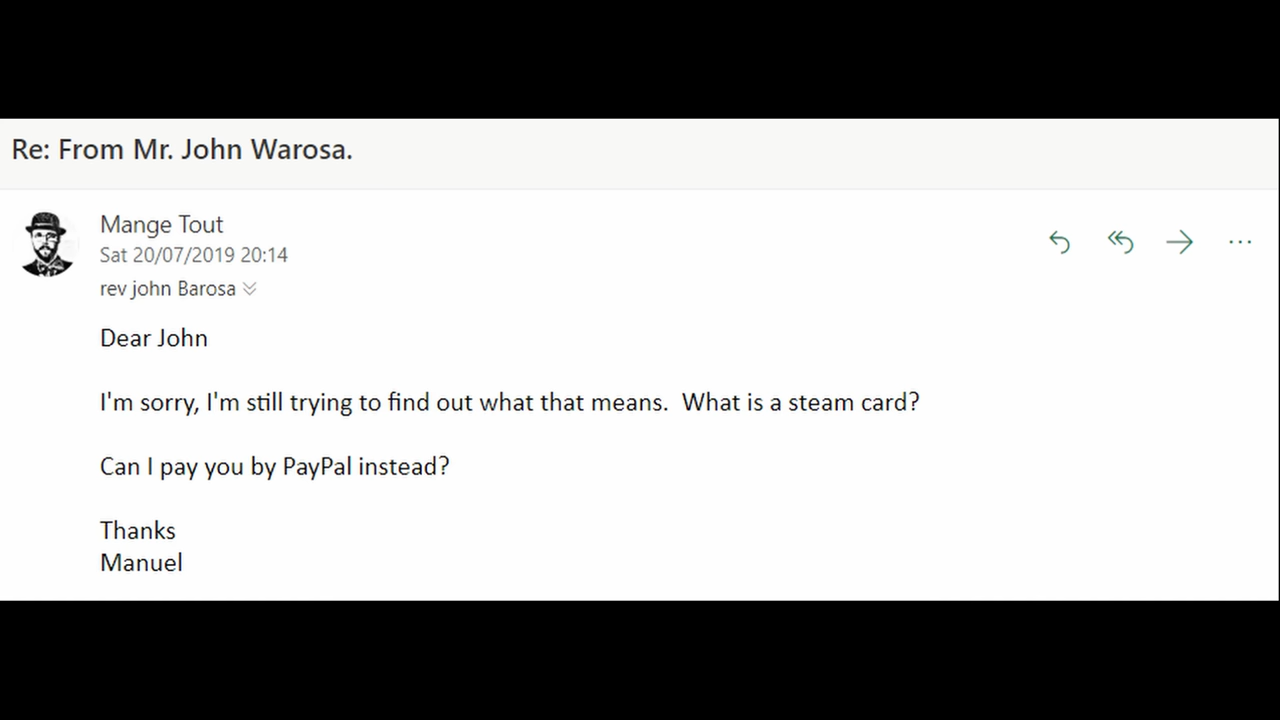 Re: From Mr. John Warosa.
Mange Tout
Sat 20/07/2019 20:14
rev john Barosa
Dear John
I'm sorry, I'm still trying to find out what that means.  What is a steam card?
Can I pay you by PayPal instead?
Thanks
Manuel